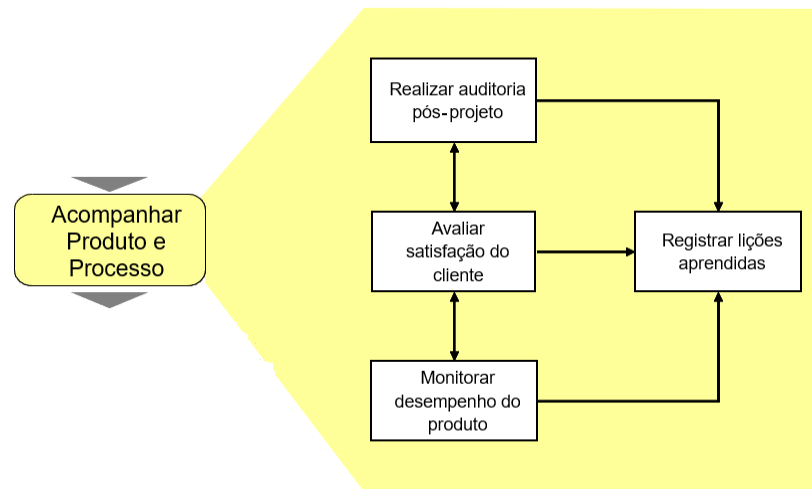 Acompanhar
Produto e
Processo
Realizar auditoria
pós-projeto
Avaliar
satisfação do
cliente
Monitorar
desempenho do
produto
Registrar lições
aprendidas